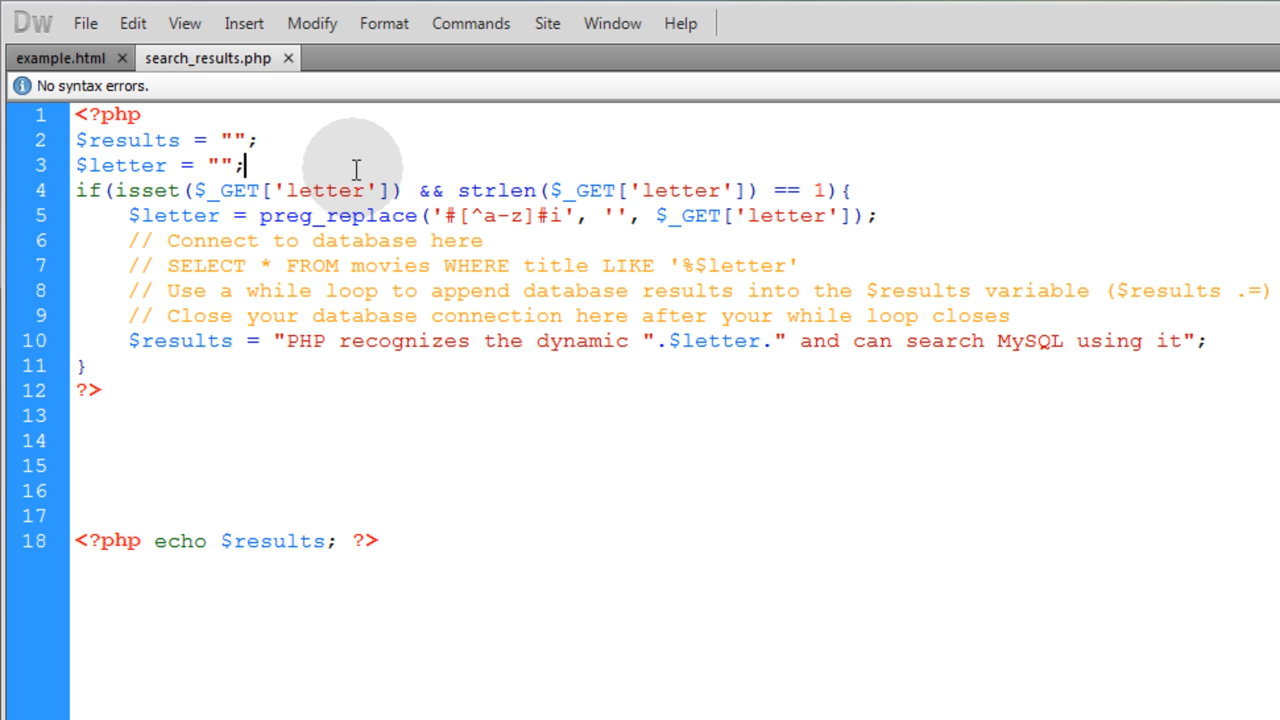 Dw File Edit View Insert Modify Format Commands Site Window Help
example.html × search_results.php ×
No syntax errors.
1 <?php
2 $results = "";
3 $letter = "";
4 if(isset($_GET['letter']) && strlen($_GET['letter']) == 1){
5 $letter = preg_replace('#[^a-z]#i', '', $_GET['letter']);
6 // Connect to database here
7 // SELECT * FROM movies WHERE title LIKE '%$letter'
8 // Use a while loop to append database results into the $results variable ($results .=)
9 // Close your database connection here after your while loop closes
10 $results = "PHP recognizes the dynamic ".$letter." and can search MySQL using it";
11 }
12 ?>
13
14
15
16
17
18 <?php echo $results; ?>